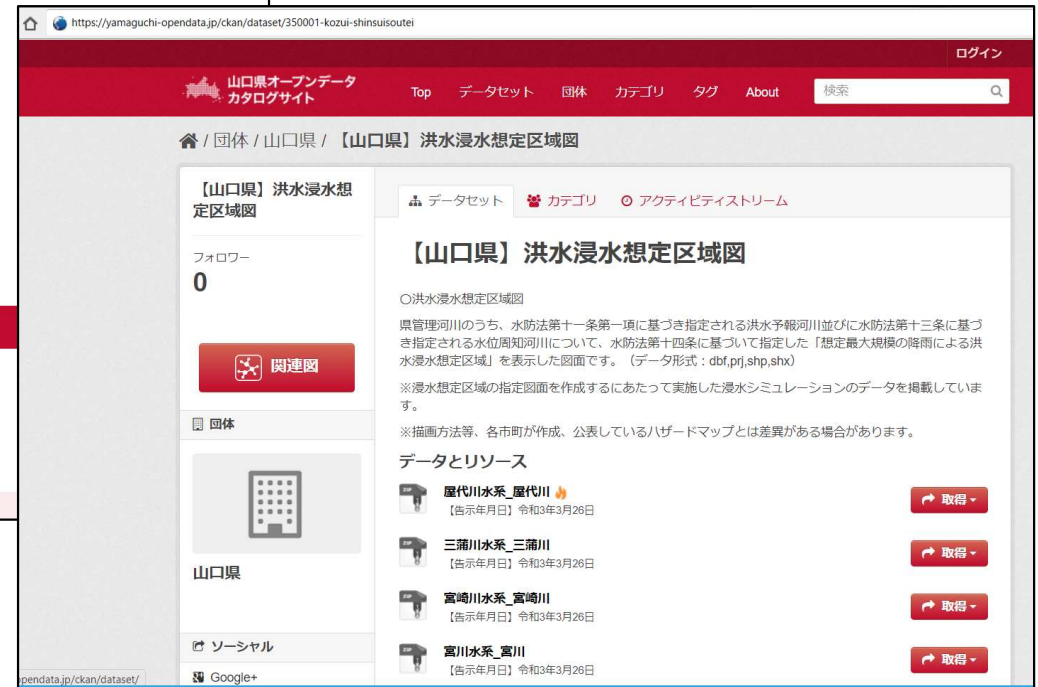 https://yamaguchi-opendata.jp/ckan/dataset/350001-kozui-shinsuisoutei
ログイン
山口県オープンデータ
カタログサイト
Top データセット 団体 カテゴリ タグ About 検索
/ 団体 / 山口県 / 【山口県】洪水浸水想定区域図
【山口県】洪水浸水想
定区域図
フォロワー
0
関連図
団体
山口県
ソーシャル
Google+
データセット カテゴリ アクティビティストリーム
【山口県】洪水浸水想定区域図
〇洪水浸水想定区域図
県管理河川のうち、水防法第十一条第一項に基づき指定される洪水予報河川並びに水防法第十三条に基づ
き指定される水位周知河川について、水防法第十四条に基づいて指定した「想定最大規模の降雨による洪
水浸水想定区域」を表示した図面です。（データ形式：dbf,prj,shp,shx）
※浸水想定区域の指定図面を作成するにあたって実施した浸水シミュレーションのデータを掲載していま
す。
※描画方法等、各市町が作成、公表しているハザードマップとは差異がある場合があります。
データとリソース
ZIP 屋代川水系_屋代川 取得
【告示年月日】令和3年3月26日
ZIP 三蒲川水系_三蒲川 取得
【告示年月日】令和3年3月26日
ZIP 宮崎川水系_宮崎川 取得
【告示年月日】令和3年3月26日
ZIP 宮川水系_宮川 取得
【告示年月日】令和3年3月26日
opendata.jp/ckan/dataset/